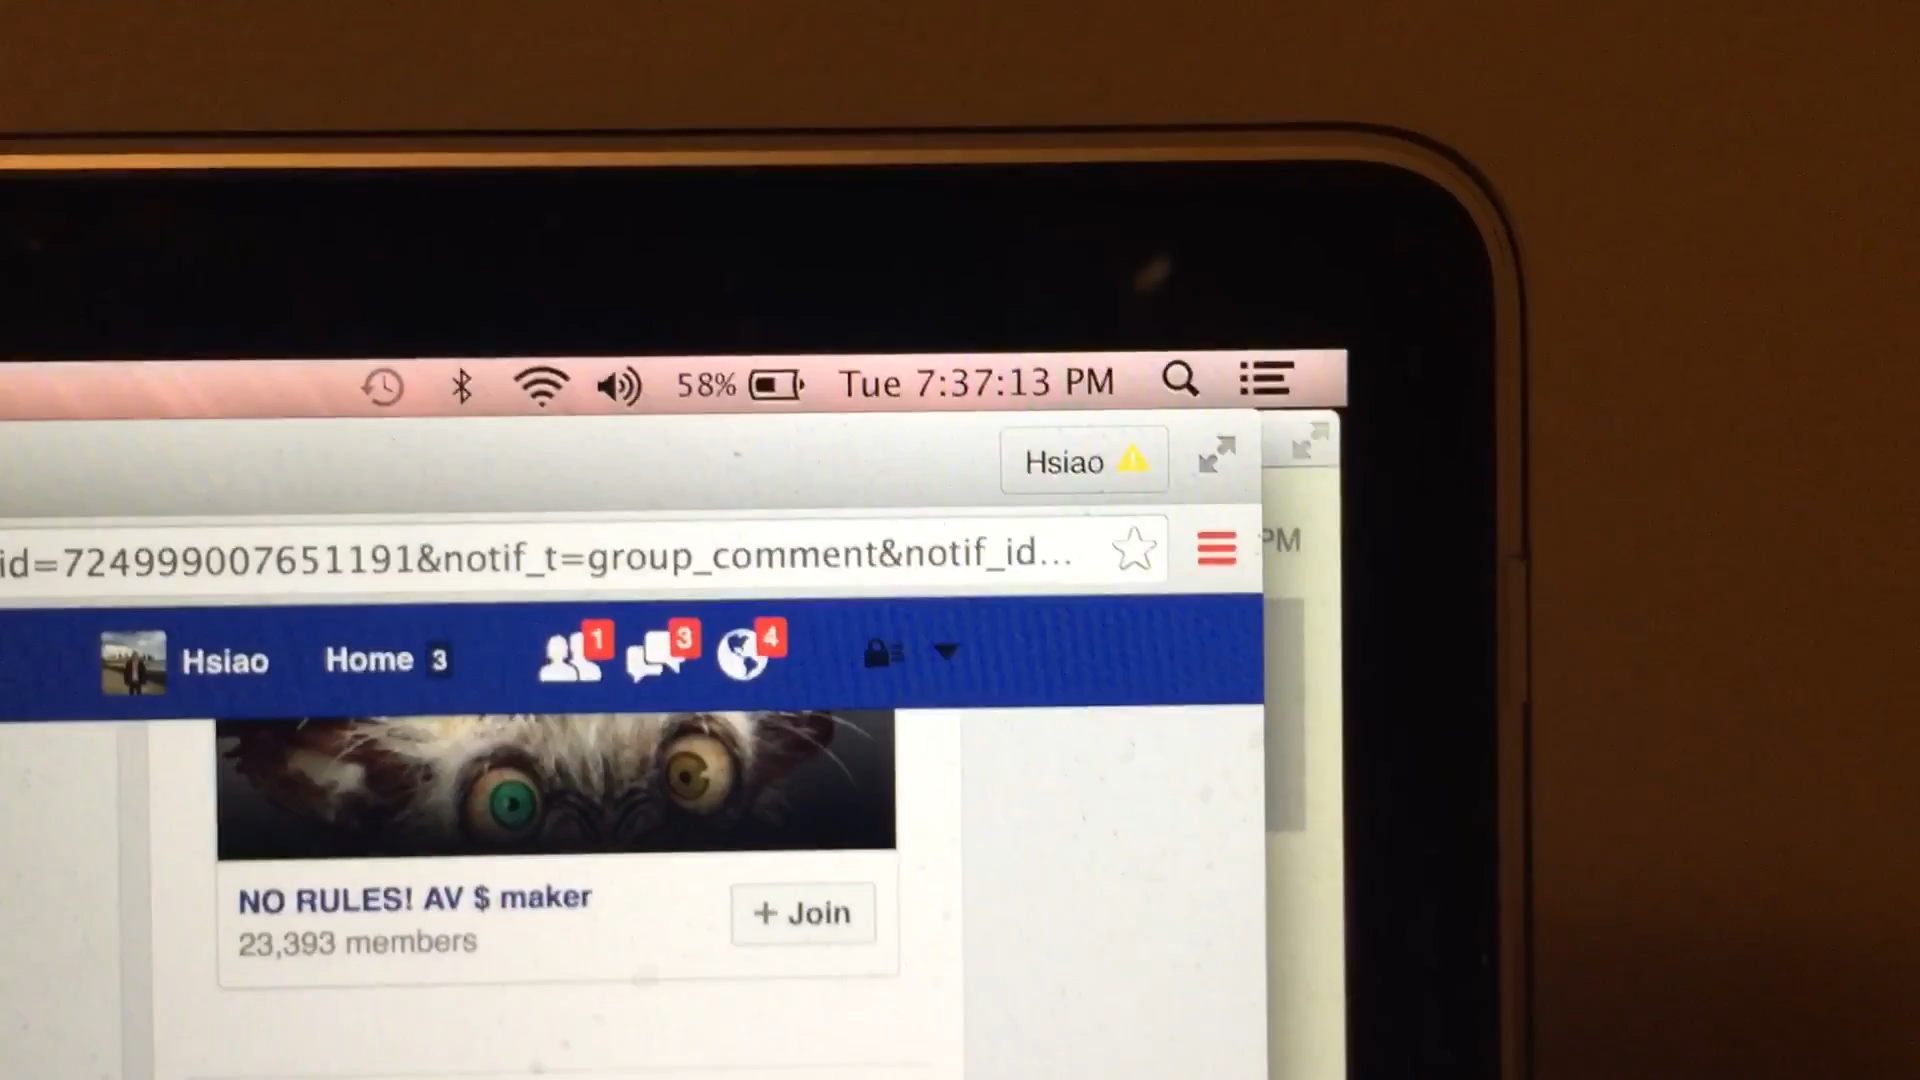 58% Tue 7:37:13 PM
Hsiao
id=724999007651191&notif_t=group_comment&notif_id...
PM
Hsiao Home 3 1 3 4
NO RULES! AV $ maker
+ Join
23,393 members